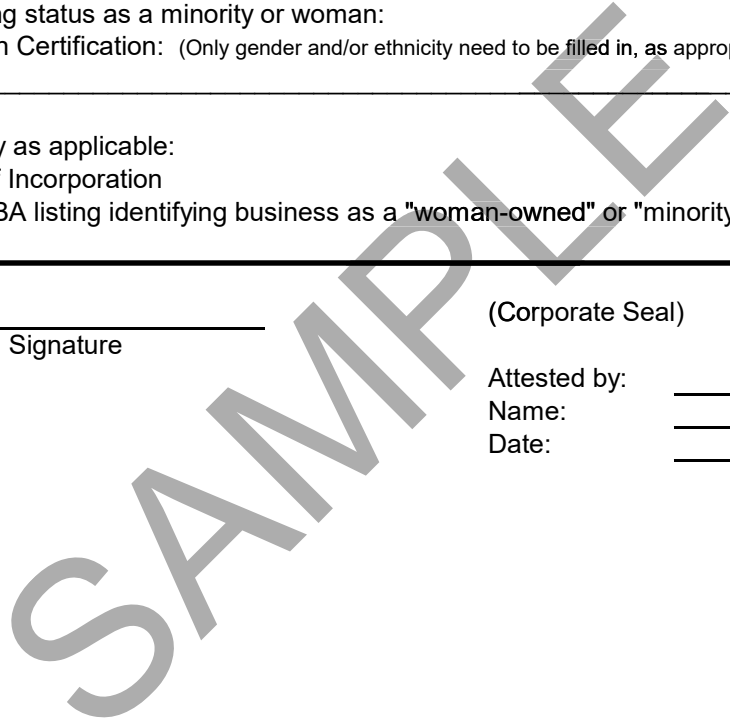 ng status as a minority or woman:
n Certification: (Only gender and/or ethnicity need to be filled in, as approp
y as applicable:
f Incorporation
BA listing identifying business as a "woman-owned" or "minority
(Corporate Seal)
Signature
Attested by:
Name:
Date:
SAMPLE